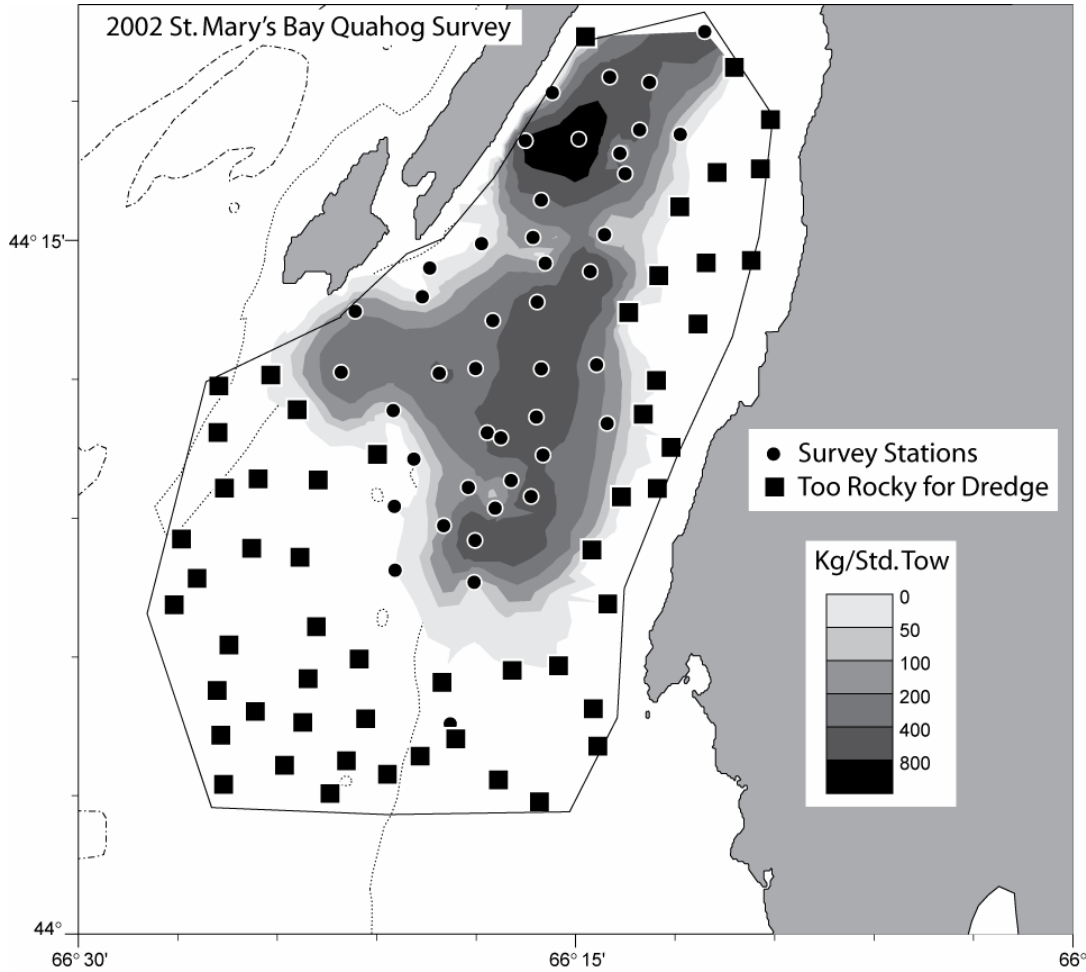 2002 St. Mary's Bay Quahog Survey
44° 15'
Survey Stations
Too Rocky for Dredge
Kg/Std. Tow
0
50
100
200
400
800
44°
66° 30'
66° 15'
66°